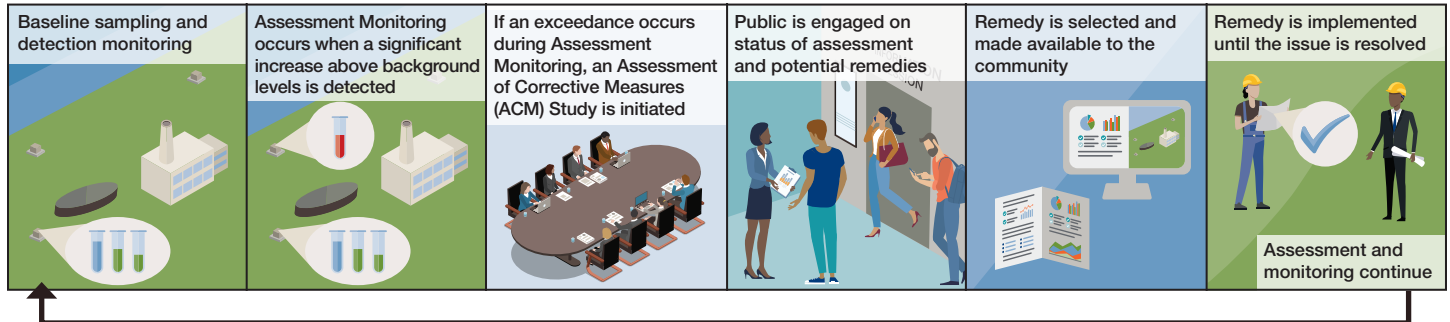 Baseline sampling and
detection monitoring
Assessment Monitoring
occurs when a significant
increase above background
levels is detected
If an exceedance occurs
during Assessment
Monitoring, an Assessment
of Corrective Measures
(ACM) Study is initiated
Public is engaged on
status of assessment
and potential remedies
Remedy is selected and
made available to the
community
Remedy is implemented
until the issue is resolved
Assessment and
monitoring continue